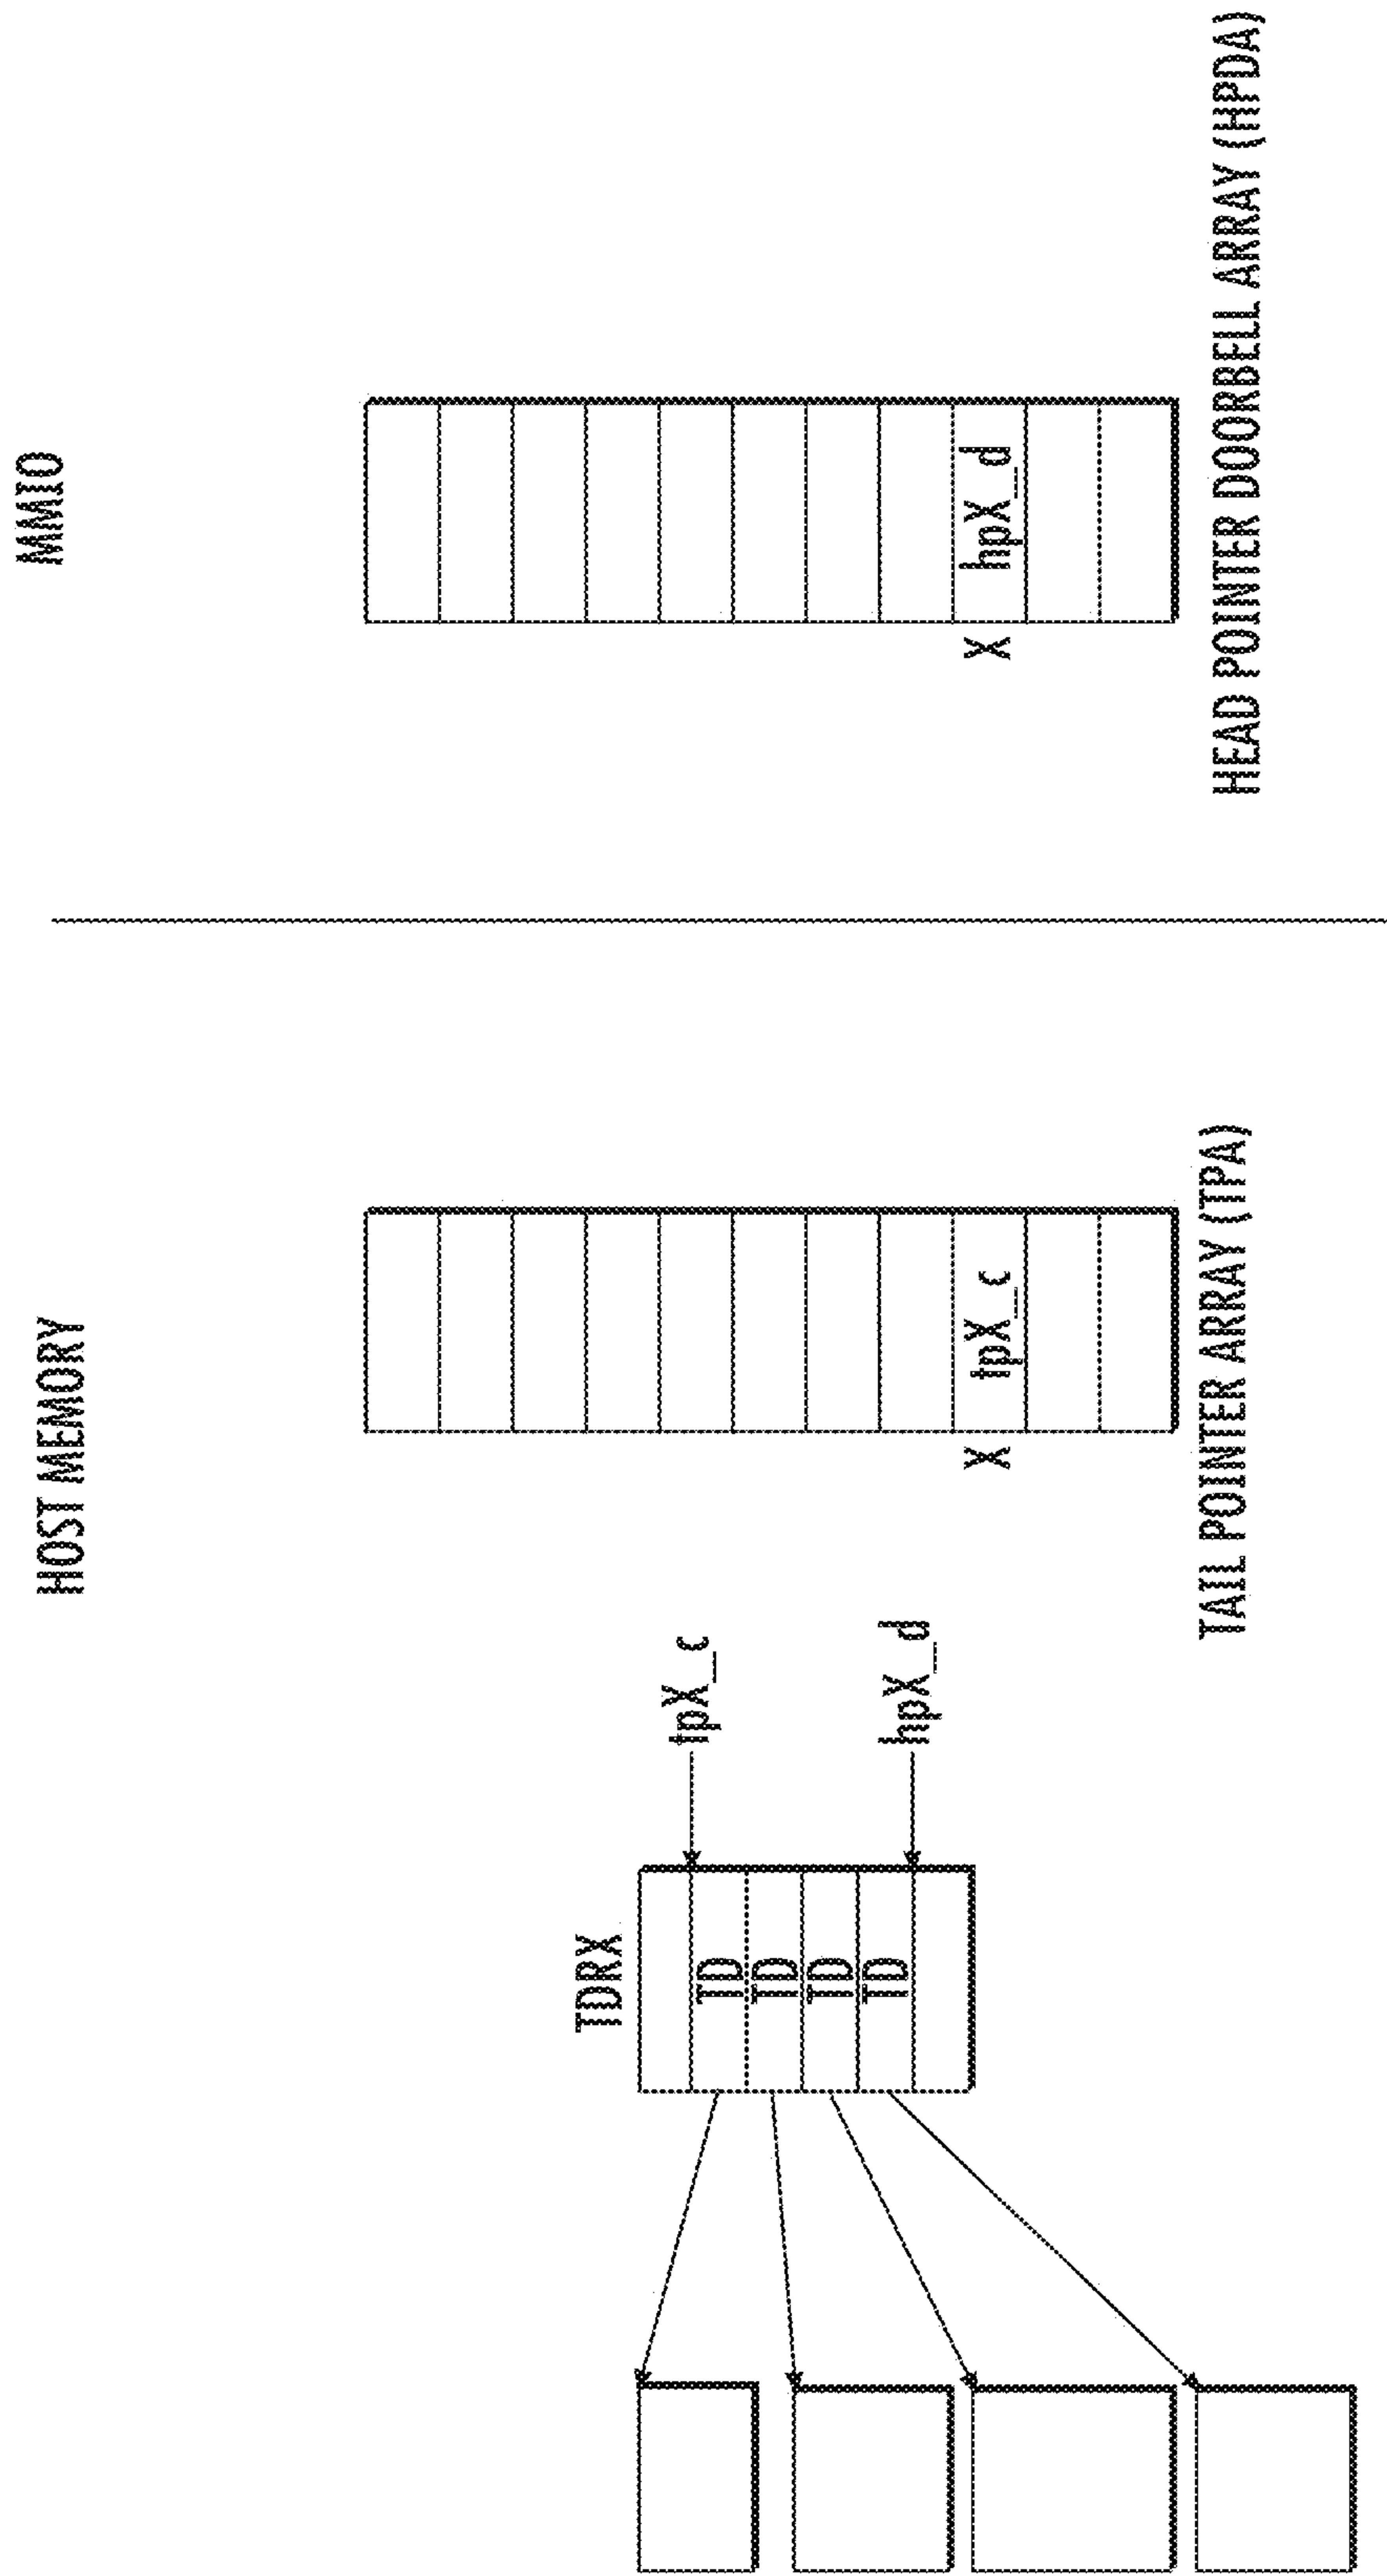 HOST MEMORY
MMIO
TDRX
tpX_c
TD
TD
TD
TD
hpX_d
X tpX_c
X hpX_d
TAIL POINTER ARRAY (TPA)
HEAD POINTER DOORBELL ARRAY (HPDA)